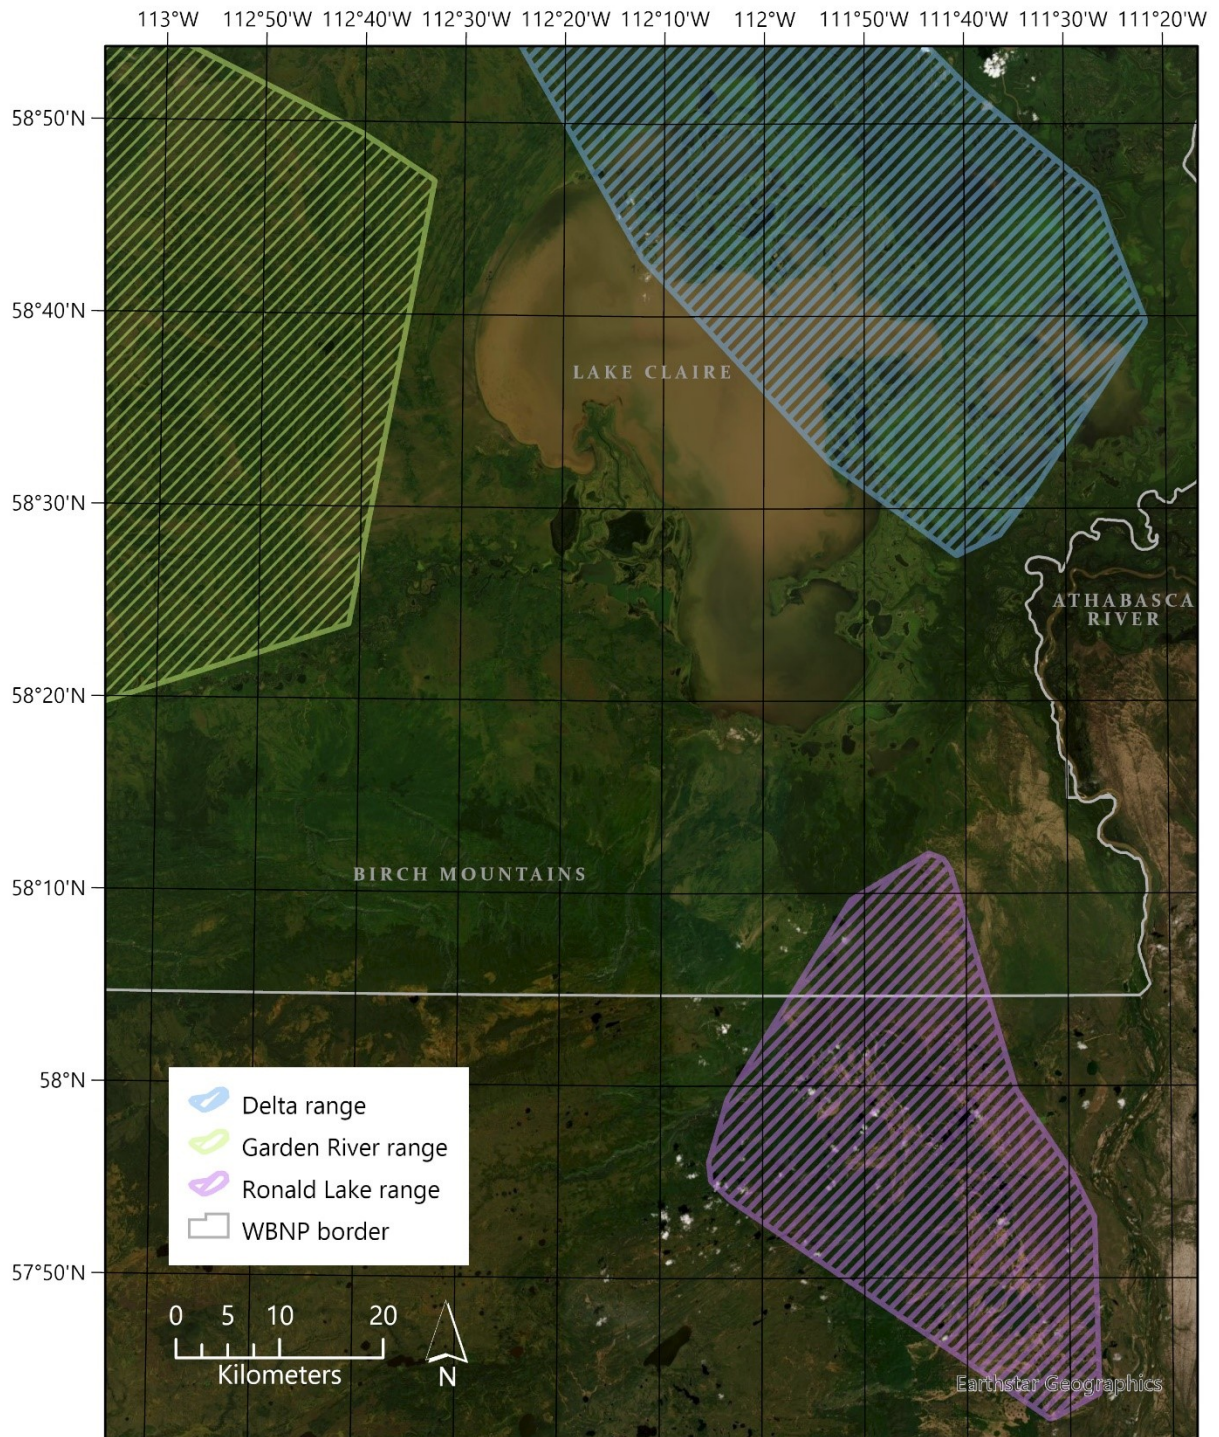 113°W 112°50'W 112°40'W 112°30'W 112°20'W 112°10'W 112°W 111°50'W 111°40'W 111°30'W 111°20'W
58°50'N
58°40'N
LAKE CLAIRE
58°30'N
ATHABASCA
RIVER
58°20'N
BIRCH MOUNTAINS
58°10'N
58°N
Delta range
Garden River range
Ronald Lake range
WBNP border
57°50'N
0 5 10 20
Kilometers
N
Earthstar Geographics